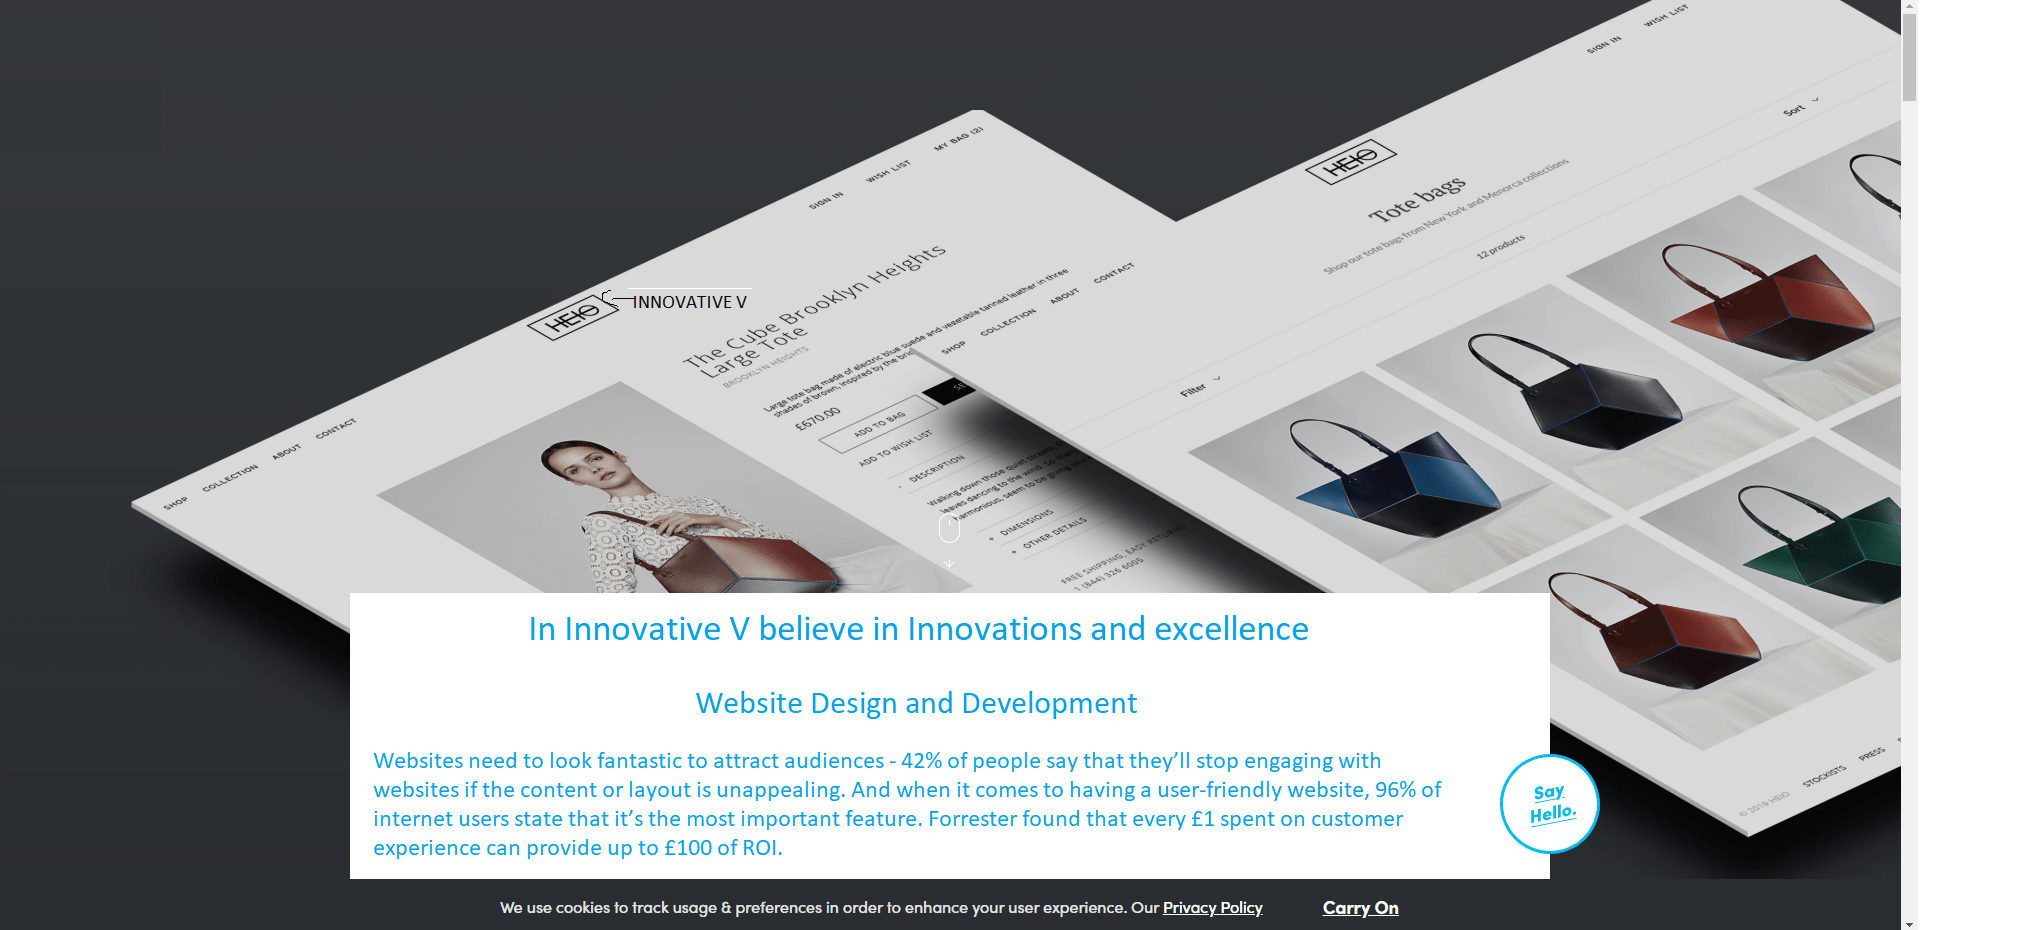 WISH LIST
SIGN IN
MY BAG (2)
WISH LIST
SIGN IN
Sort
HEIO
Tote bags
Shop our tote bags from New York and Menorca collections
12 products
The Cube Brooklyn Heights
Large Tote
BROOKLYN HEIGHTS
HEIO
INNOVATIVE V
Large tote bag made of electric blue suede and vegetable tanned leather in three
shades of brown, inspired by the
£670.00
ADD TO BAG
ADD TO WISH LIST
- DESCRIPTION
Walking down those quiet streets,
leaves dancing to the wind. So
harmonious, seem to be giving you
+ DIMENSIONS
+ OTHER DETAILS
FREE SHIPPING, EASY RETURNS
1 (844) 326 6005
SHOP COLLECTION ABOUT CONTACT
Filter
SHOP COLLECTION ABOUT CONTACT
In Innovative V believe in Innovations and excellence
Website Design and Development
Websites need to look fantastic to attract audiences - 42% of people say that they’ll stop engaging with
websites if the content or layout is unappealing. And when it comes to having a user-friendly website, 96% of
internet users state that it’s the most important feature. Forrester found that every £1 spent on customer
experience can provide up to £100 of ROI.
Say
Hello.
STOCKISTS PRESS
© 2019 HEIO
We use cookies to track usage & preferences in order to enhance your user experience. Our Privacy Policy Carry On